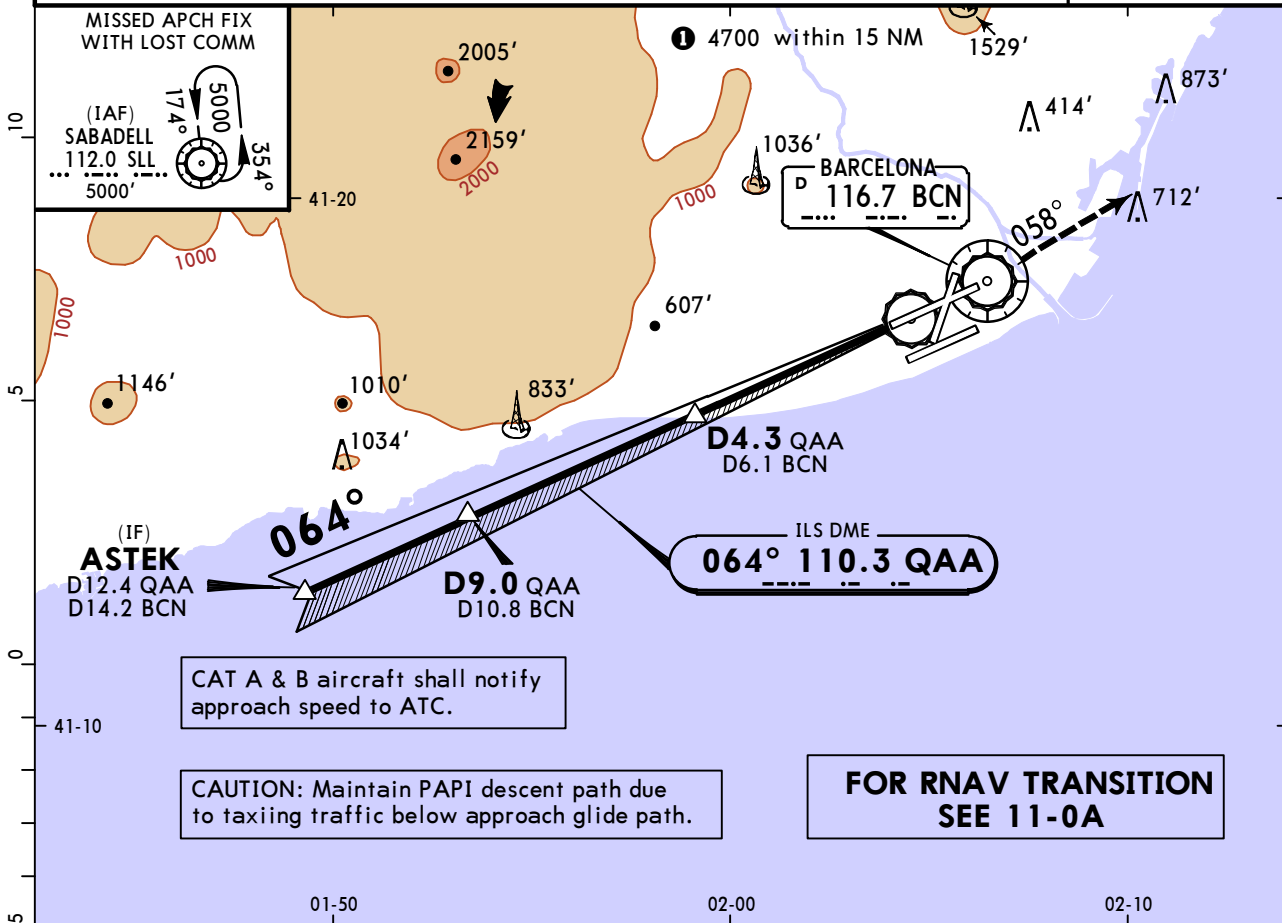 MISSED APCH FIX
WITH LOST COMM
(IAF)
SABADELL
112.0 SLL
5000'
174°
5000
354°
2005'
2159'
2000
❶ 4700 within 15 NM
1529'
873'
414'
1036'
BARCELONA
D 116.7 BCN
712'
058°
10
41-20
1000
1000
1000
607'
5
1146'
1010'
1034'
833'
D4.3 QAA
D6.1 BCN
064°
(IF)
ASTEK
D12.4 QAA
D14.2 BCN
D9.0 QAA
D10.8 BCN
ILS DME
064° 110.3 QAA
0
CAT A & B aircraft shall notify
approach speed to ATC.
41-10
CAUTION: Maintain PAPI descent path due
to taxiing traffic below approach glide path.
FOR RNAV TRANSITION
SEE 11-0A
5
01-50
02-00
02-10